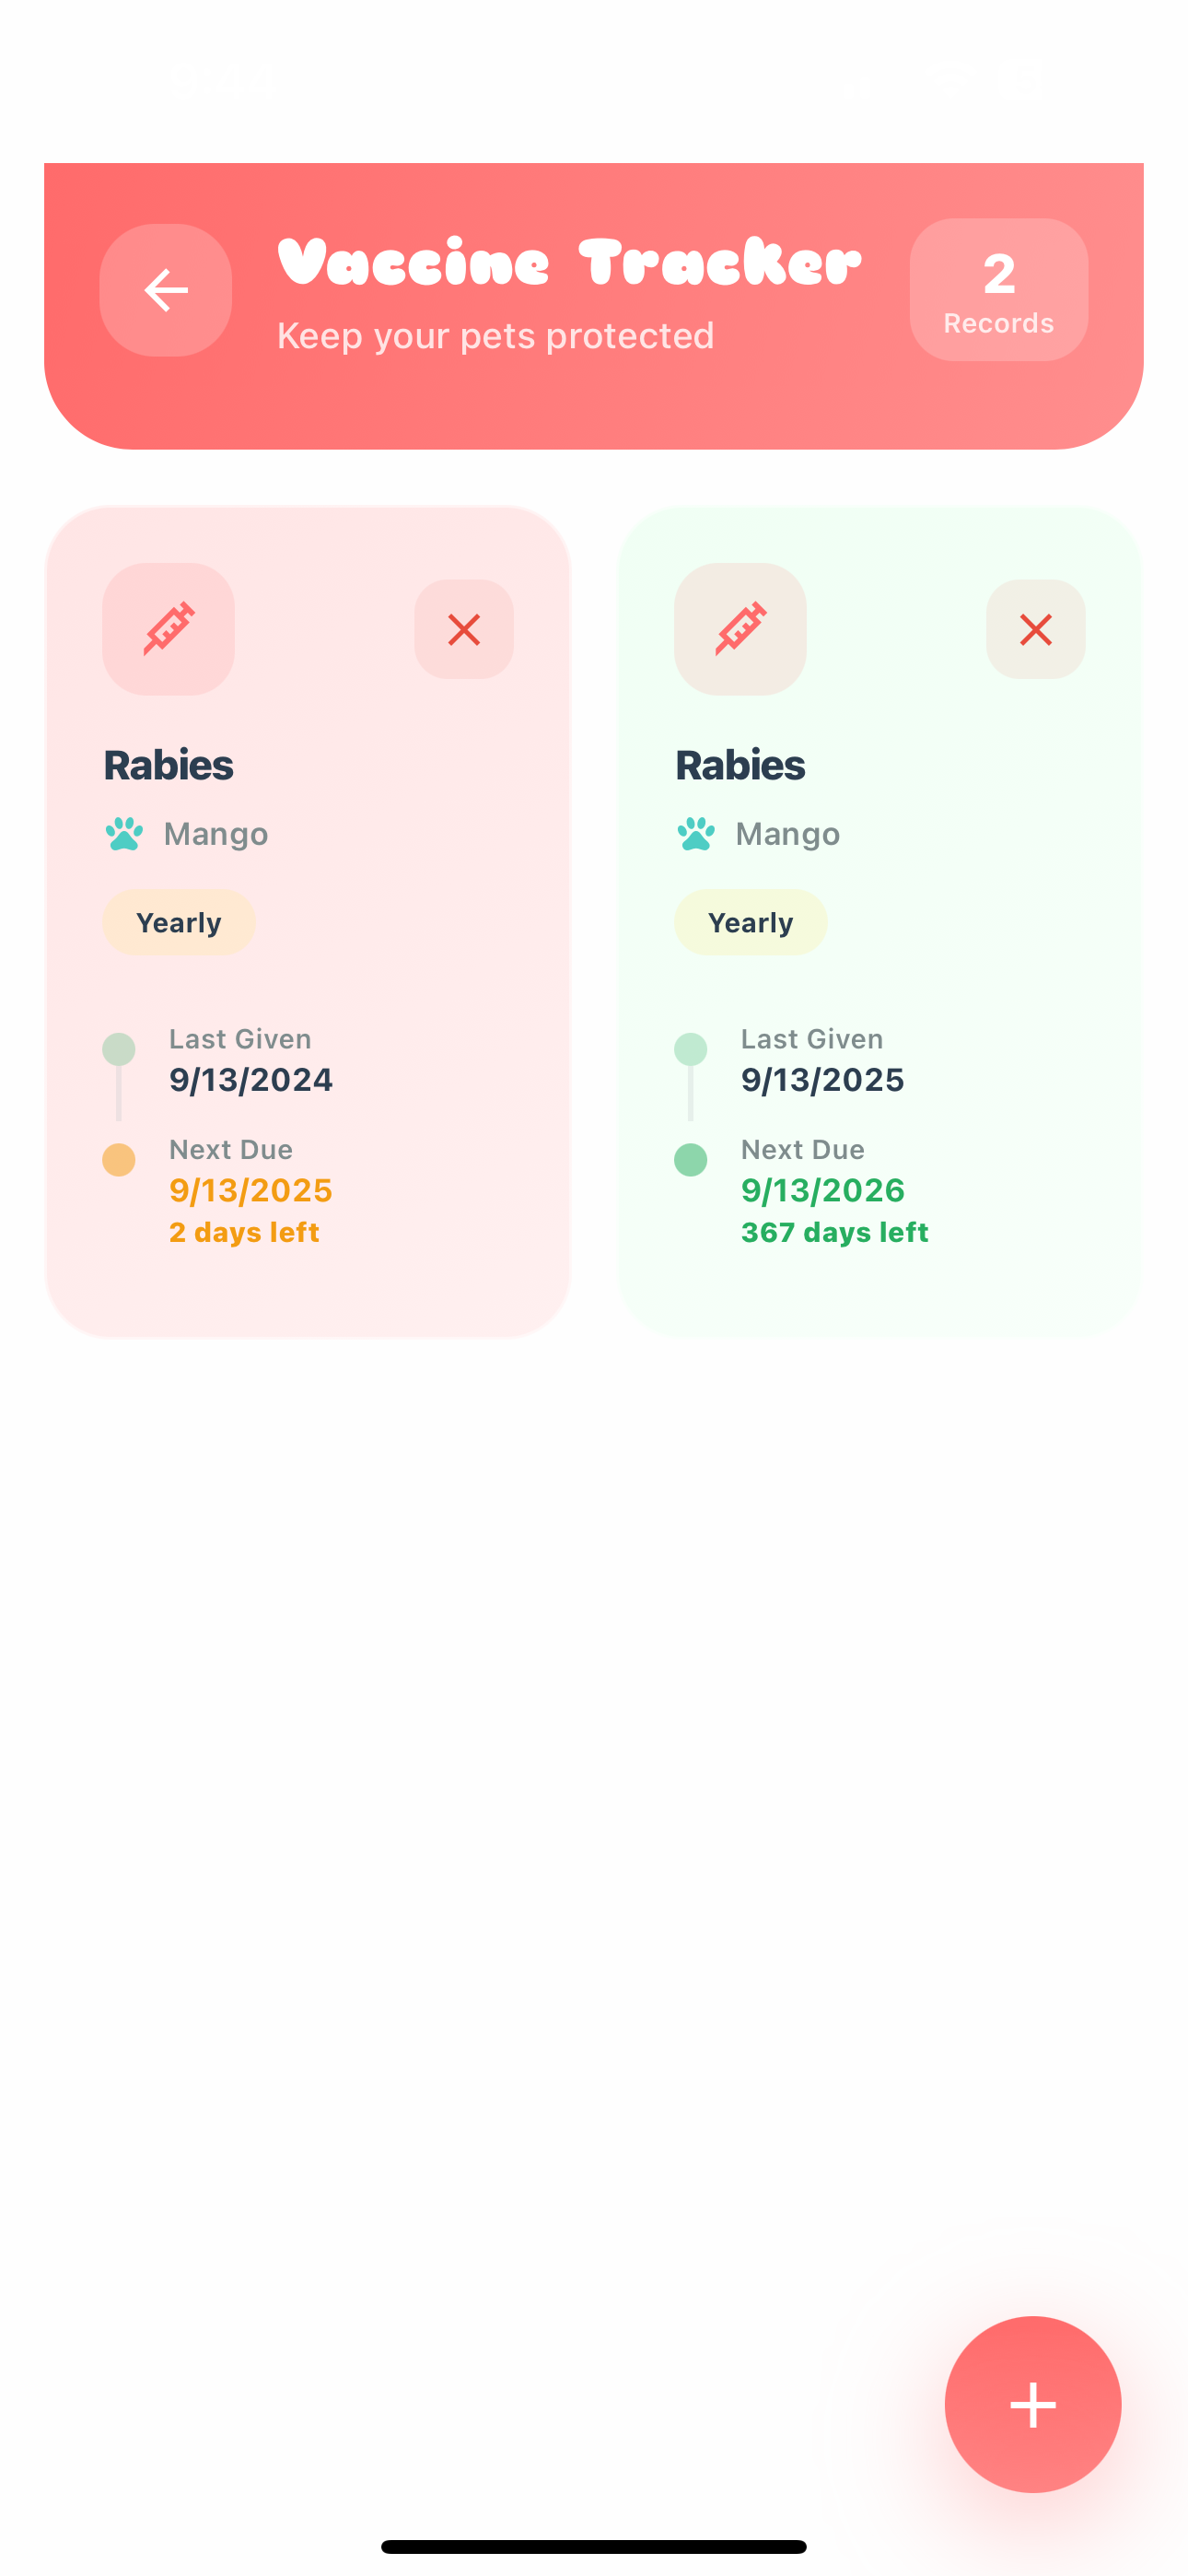 Vaccine Tracker
Keep your pets protected
2
Records
Rabies
Mango
Yearly
Last Given
9/13/2024
Next Due
9/13/2025
2 days left
Rabies
Mango
Yearly
Last Given
9/13/2025
Next Due
9/13/2026
367 days left